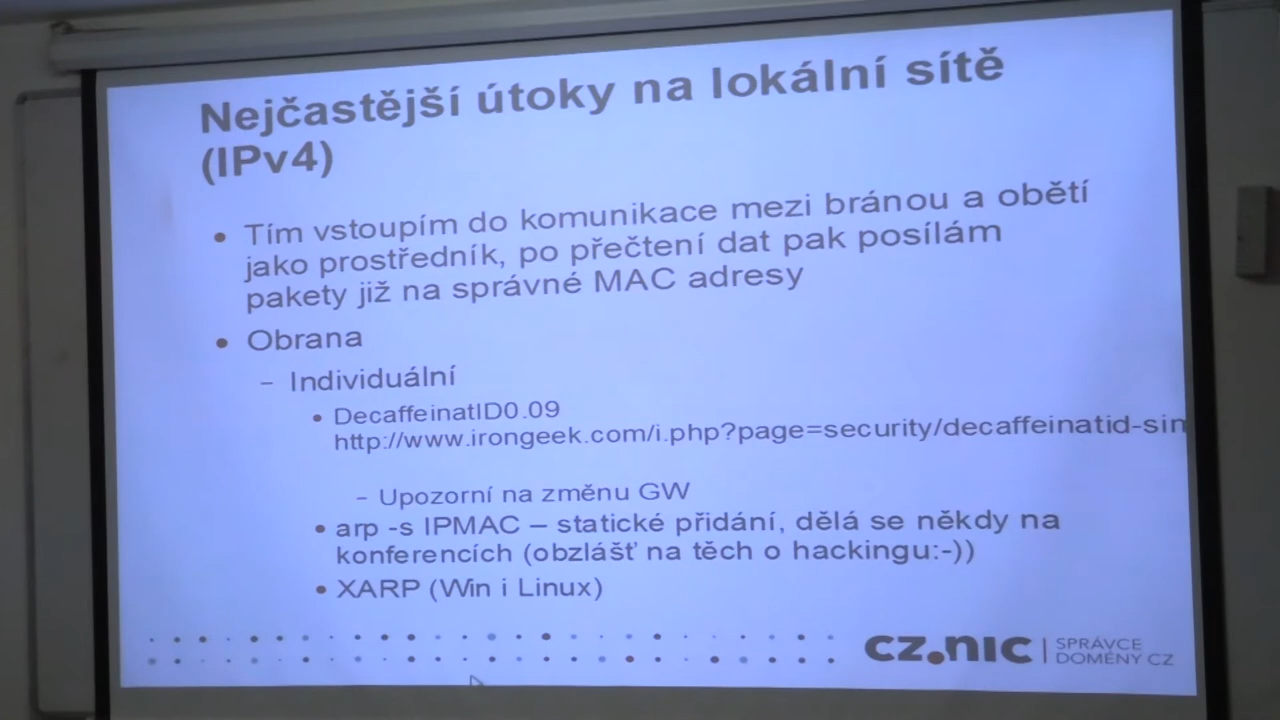 Nejčastější útoky na lokální sítě
(IPv4)
• Tím vstoupím do komunikace mezi bránou a obětí
jako prostředník, po přečtení dat pak posílám
pakety již na správné MAC adresy
• Obrana
– Individuální
• DecaffeinatID0.09
http://www.irongeek.com/i.php?page=security/decaffeinatid-sim
– Upozorní na změnu GW
• arp -s IPMAC – statické přidání, dělá se někdy na
konferencích (obzlášť na těch o hackingu:-))
• XARP (Win i Linux)
cz.nic | SPRÁVCE
DOMÉNY CZ